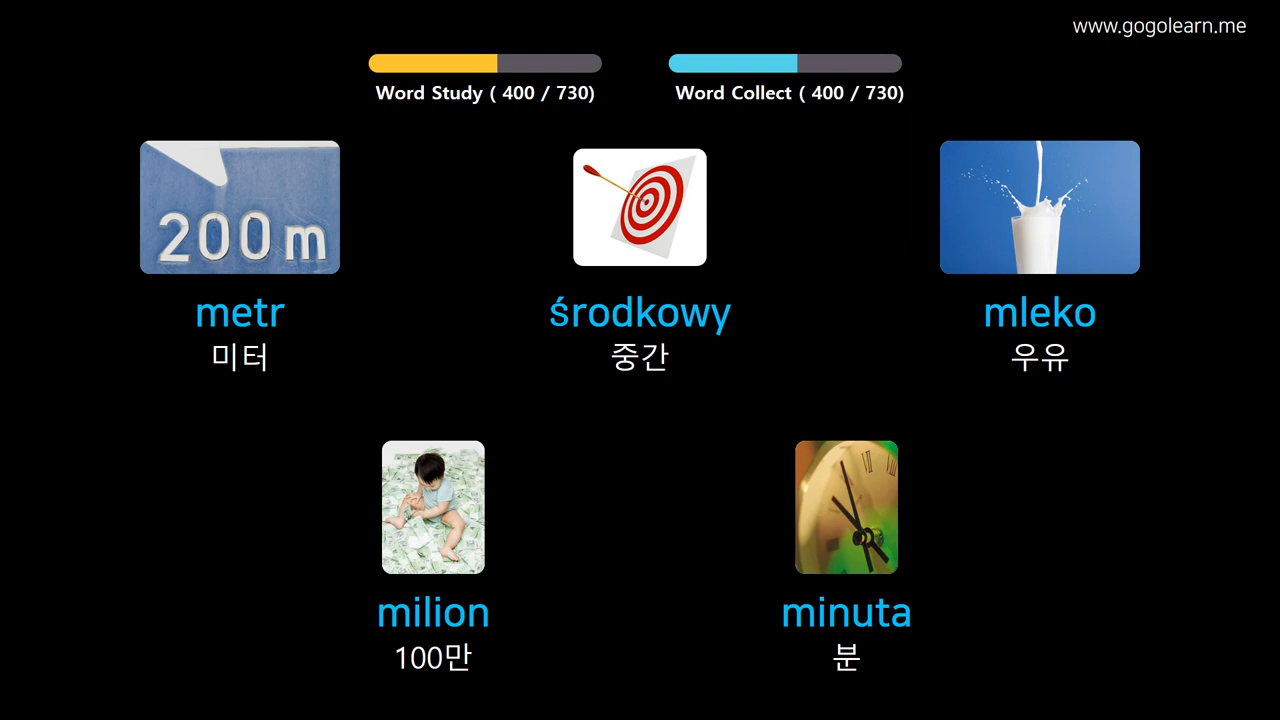 www.gogolearn.me
Word Study ( 400 / 730)
Word Collect ( 400 / 730)
200m
metr
미터
środkowy
중간
mleko
우유
milion
100만
minuta
분